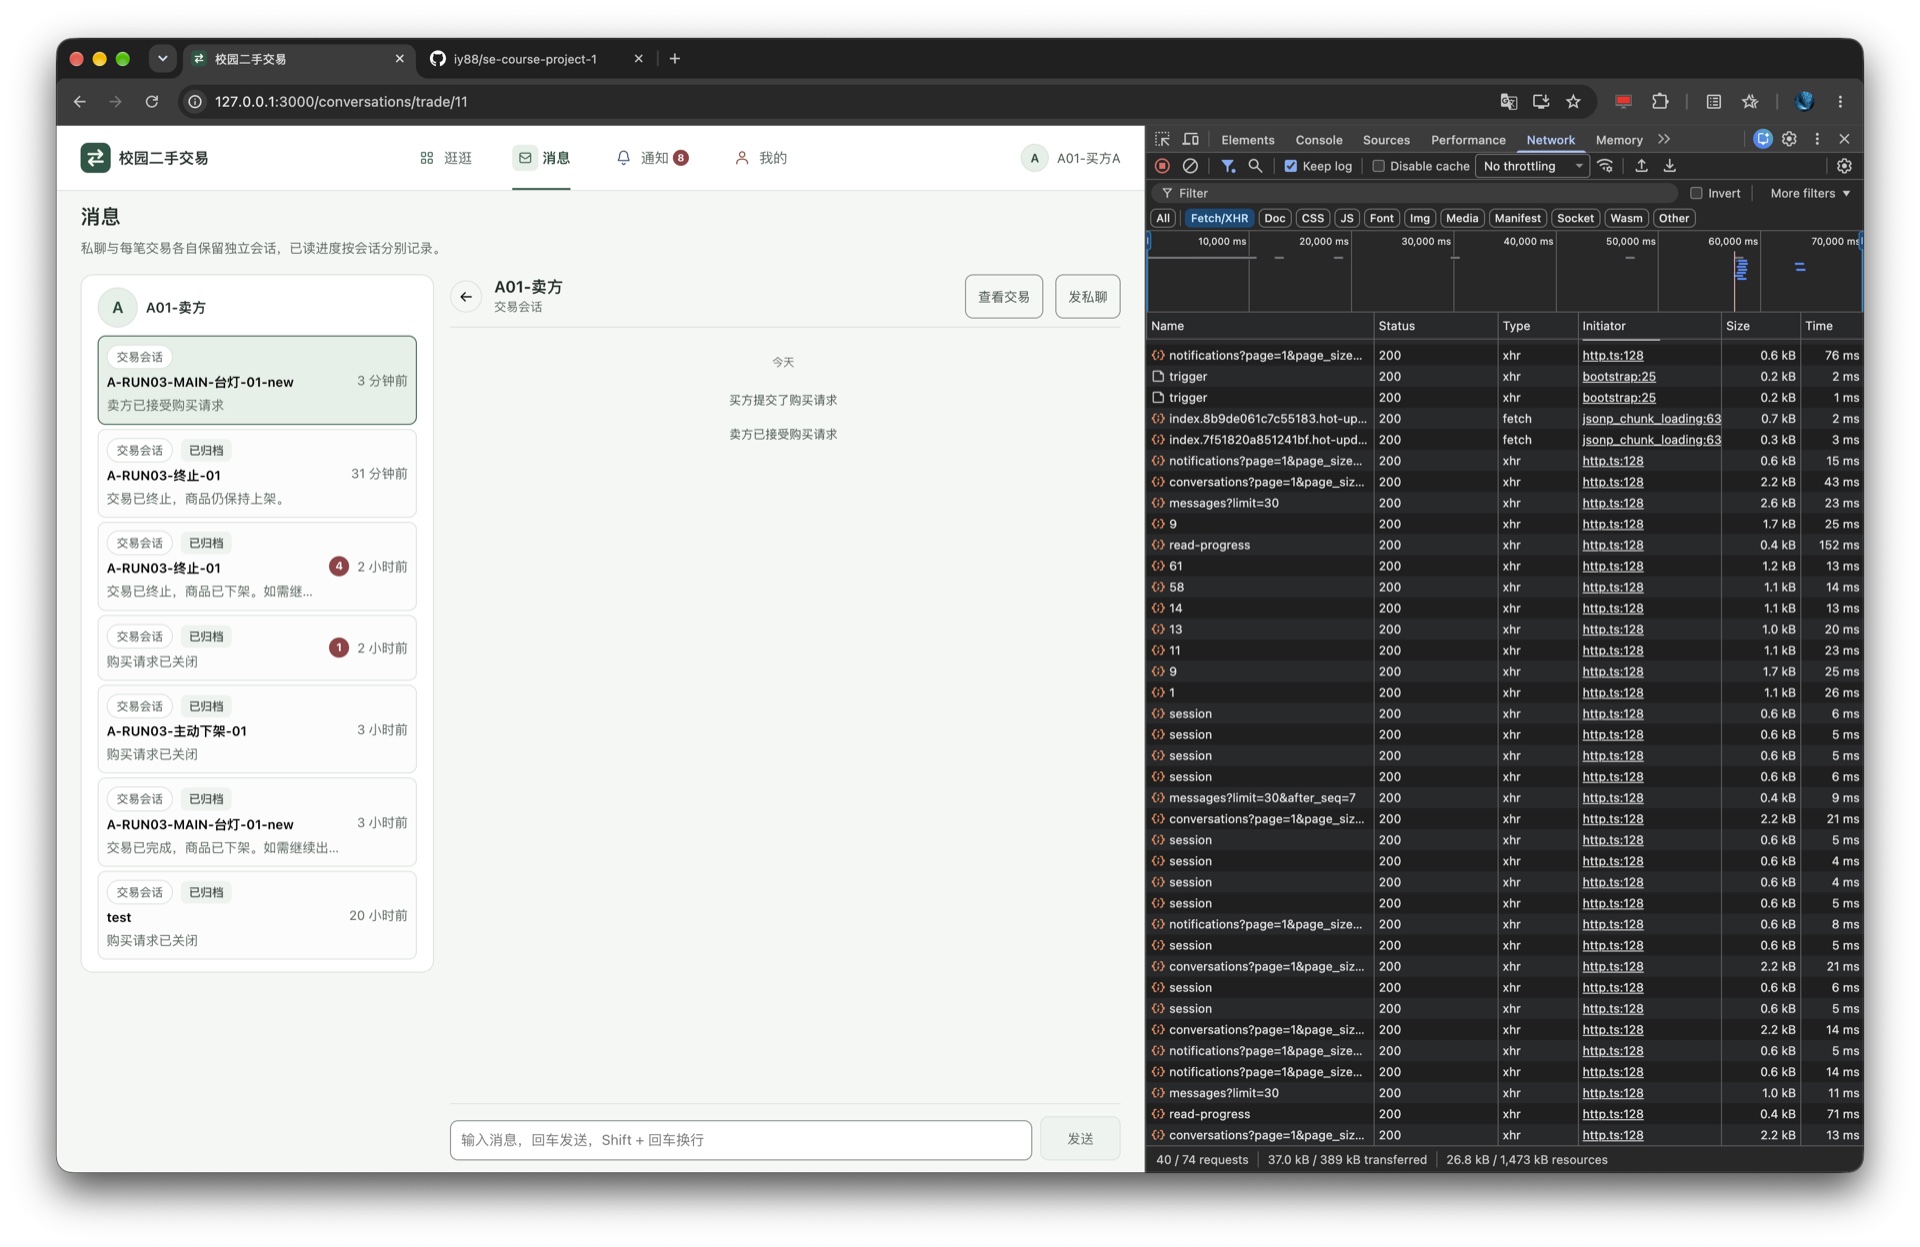 校园二手交易
iy88/se-course-project-1
127.0.0.1:3000/conversations/trade/11
校园二手交易
逛逛
消息
通知 8
我的
A A01-买方A
消息
私聊与每笔交易各自保留独立会话，已读进度按会话分别记录。
A A01-卖方
交易会话
A-RUN03-MAIN-台灯-01-new 3 分钟前
卖方已接受购买请求
交易会话 已归档
A-RUN03-终止-01 31 分钟前
交易已终止，商品仍保持上架。
交易会话 已归档
A-RUN03-终止-01 4 2 小时前
交易已终止，商品已下架。如需继...
交易会话 已归档
1 2 小时前
购买请求已关闭
交易会话 已归档
A-RUN03-主动下架-01 3 小时前
购买请求已关闭
交易会话 已归档
A-RUN03-MAIN-台灯-01-new 3 小时前
交易已完成，商品已下架。如需继续出...
交易会话 已归档
test 20 小时前
购买请求已关闭
A01-卖方
交易会话
查看交易 发私聊
今天
买方提交了购买请求
卖方已接受购买请求
输入消息，回车发送，Shift + 回车换行 发送
Elements Console Sources Performance Network Memory
Keep log Disable cache No throttling
Filter Invert More filters
All Fetch/XHR Doc CSS JS Font Img Media Manifest Socket Wasm Other
10,000 ms 20,000 ms 30,000 ms 40,000 ms 50,000 ms 60,000 ms 70,000 ms
Name Status Type Initiator Size Time
notifications?page=1&page_size... 200 xhr http.ts:128 0.6 kB 76 ms
trigger 200 xhr bootstrap:25 0.2 kB 2 ms
trigger 200 xhr bootstrap:25 0.2 kB 1 ms
index.8b9de061c7c55183.hot-up... 200 fetch jsonp_chunk_loading:63 0.7 kB 2 ms
index.7f51820a851241bf.hot-upd... 200 fetch jsonp_chunk_loading:63 0.3 kB 3 ms
notifications?page=1&page_size... 200 xhr http.ts:128 0.6 kB 15 ms
conversations?page=1&page_siz... 200 xhr http.ts:128 2.2 kB 43 ms
messages?limit=30 200 xhr http.ts:128 2.6 kB 23 ms
9 200 xhr http.ts:128 1.7 kB 25 ms
read-progress 200 xhr http.ts:128 0.4 kB 152 ms
61 200 xhr http.ts:128 1.2 kB 13 ms
58 200 xhr http.ts:128 1.1 kB 14 ms
14 200 xhr http.ts:128 1.1 kB 13 ms
13 200 xhr http.ts:128 1.0 kB 20 ms
11 200 xhr http.ts:128 1.1 kB 23 ms
9 200 xhr http.ts:128 1.7 kB 25 ms
1 200 xhr http.ts:128 1.1 kB 26 ms
session 200 xhr http.ts:128 0.6 kB 6 ms
session 200 xhr http.ts:128 0.6 kB 5 ms
session 200 xhr http.ts:128 0.6 kB 5 ms
session 200 xhr http.ts:128 0.6 kB 6 ms
messages?limit=30&after_seq=7 200 xhr http.ts:128 0.4 kB 9 ms
conversations?page=1&page_siz... 200 xhr http.ts:128 2.2 kB 21 ms
session 200 xhr http.ts:128 0.6 kB 5 ms
session 200 xhr http.ts:128 0.6 kB 4 ms
session 200 xhr http.ts:128 0.6 kB 4 ms
session 200 xhr http.ts:128 0.6 kB 5 ms
notifications?page=1&page_size... 200 xhr http.ts:128 0.6 kB 8 ms
session 200 xhr http.ts:128 0.6 kB 5 ms
conversations?page=1&page_siz... 200 xhr http.ts:128 2.2 kB 21 ms
session 200 xhr http.ts:128 0.6 kB 6 ms
session 200 xhr http.ts:128 0.6 kB 5 ms
conversations?page=1&page_siz... 200 xhr http.ts:128 2.2 kB 14 ms
notifications?page=1&page_size... 200 xhr http.ts:128 0.6 kB 5 ms
notifications?page=1&page_size... 200 xhr http.ts:128 0.6 kB 14 ms
messages?limit=30 200 xhr http.ts:128 1.0 kB 11 ms
read-progress 200 xhr http.ts:128 0.4 kB 71 ms
conversations?page=1&page_siz... 200 xhr http.ts:128 2.2 kB 13 ms
40 / 74 requests 37.0 kB / 389 kB transferred 26.8 kB / 1,473 kB resources